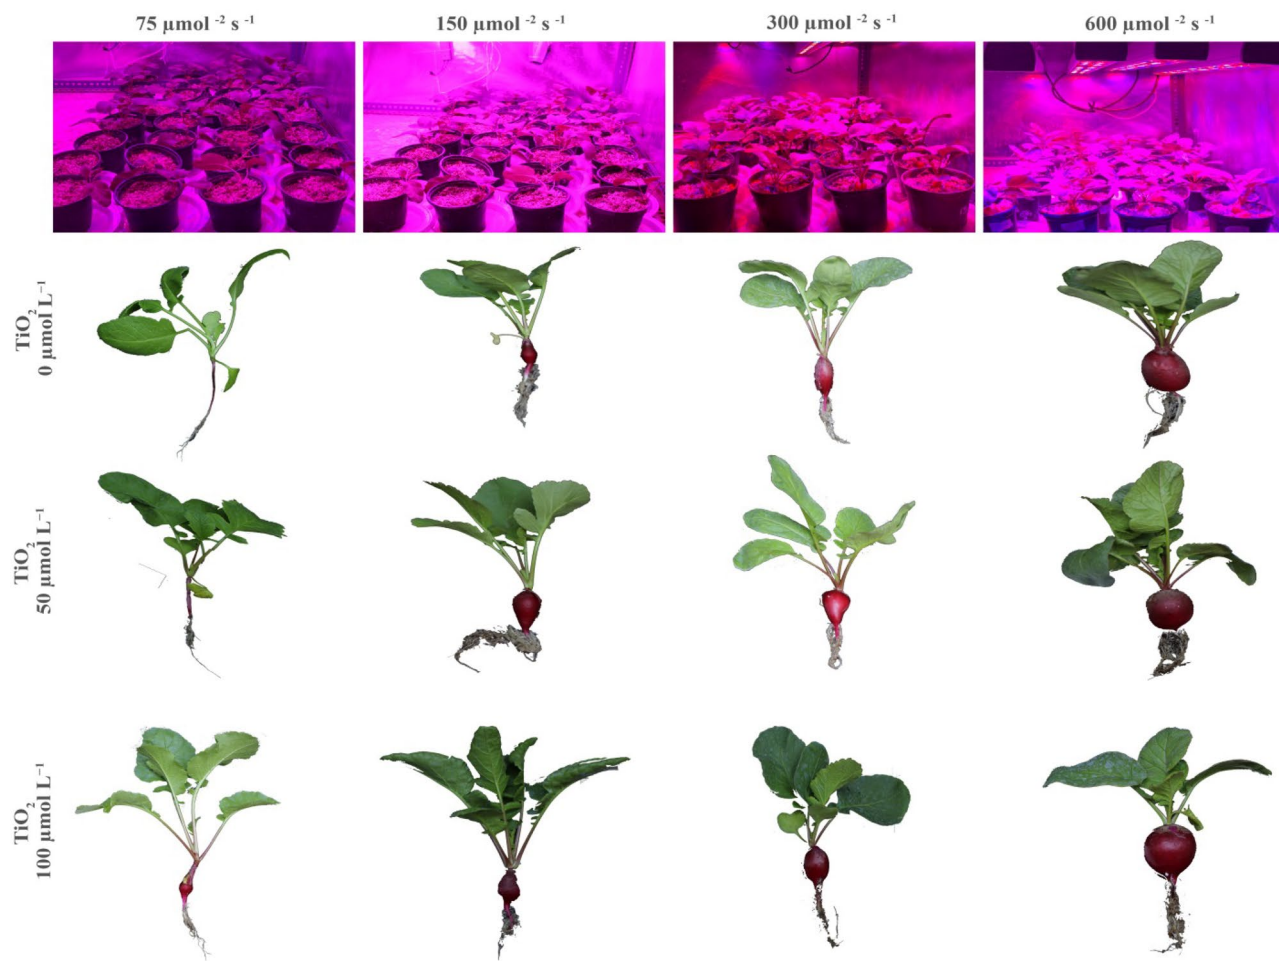 75 µmol ⁻² s ⁻¹
150 µmol ⁻² s ⁻¹
300 µmol ⁻² s ⁻¹
600 µmol ⁻² s ⁻¹
TiO₂
0 µmol L⁻¹
TiO₂
50 µmol L⁻¹
TiO₂
100 µmol L⁻¹